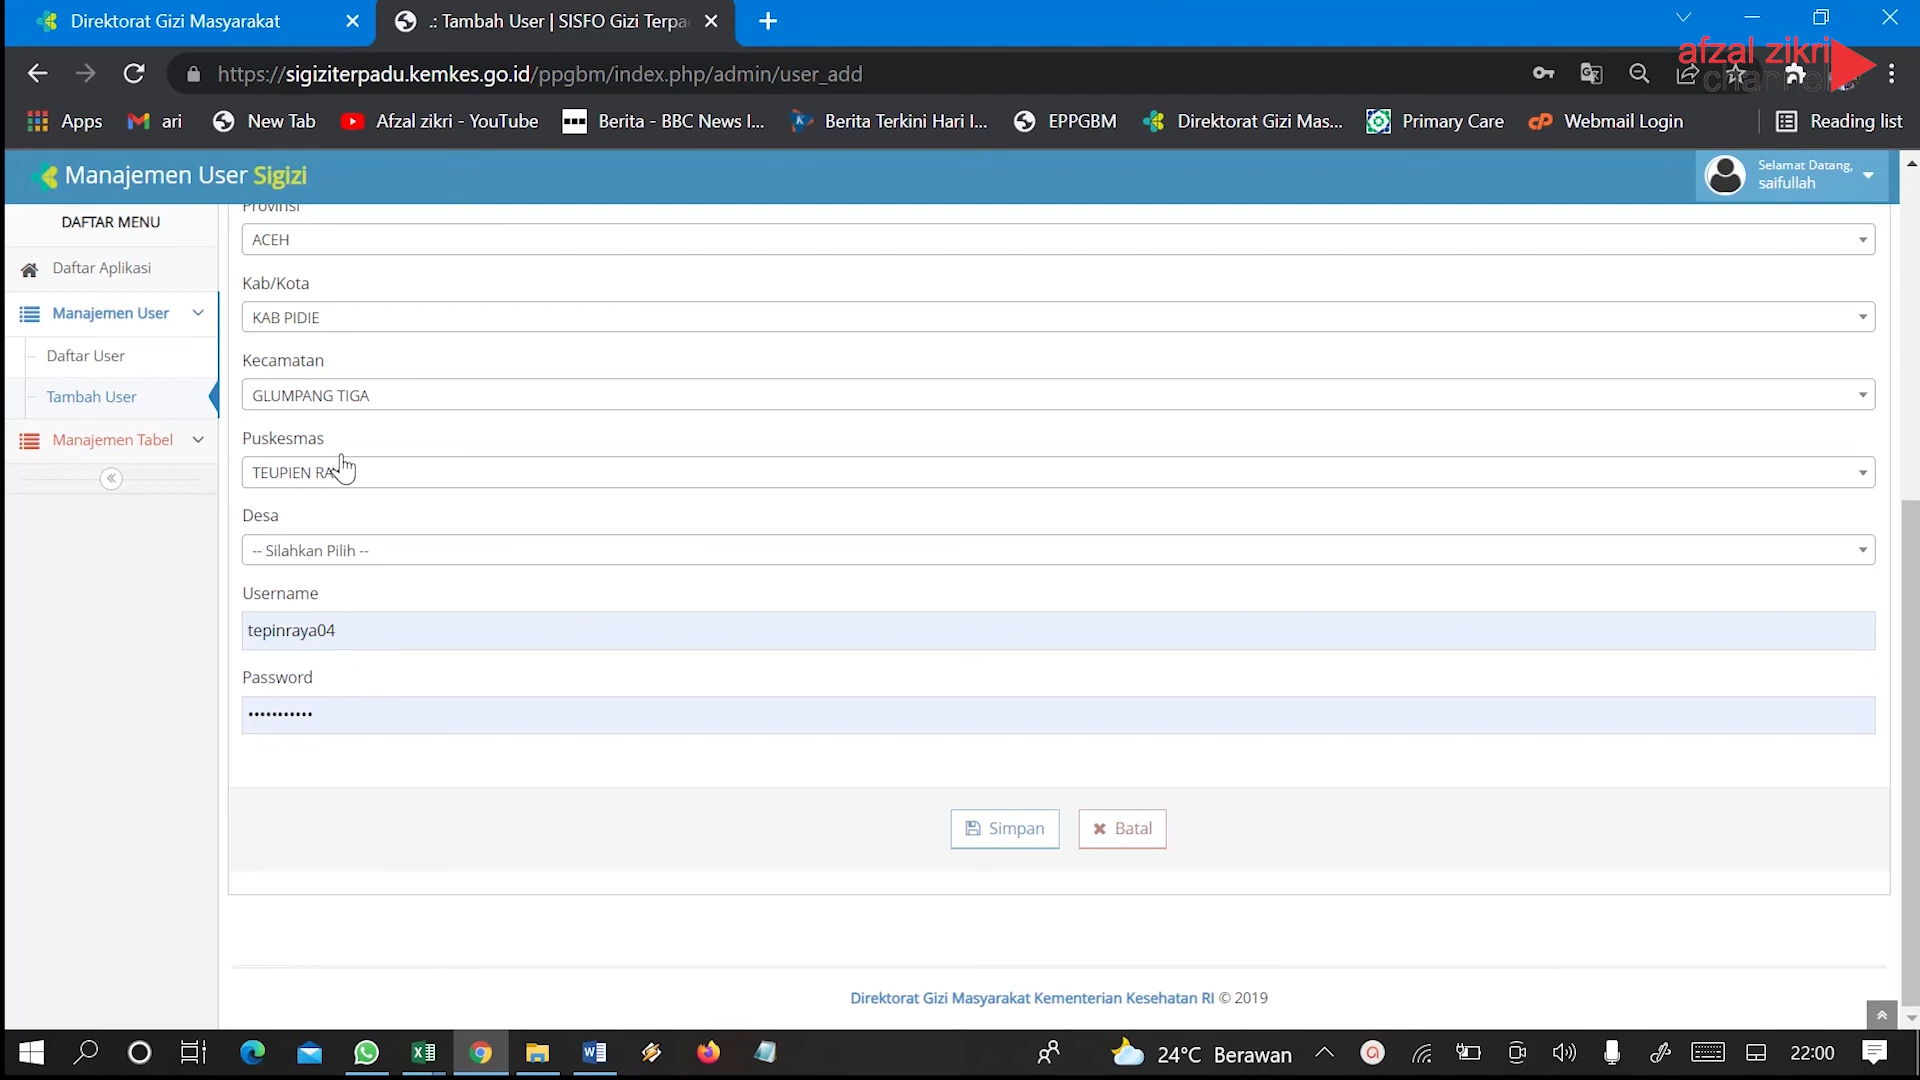 Direktorat Gizi Masyarakat
.: Tambah User | SISFO Gizi Terpa
afzal zikri
channel
https://sigiziterpadu.kemkes.go.id/ppgbm/index.php/admin/user_add
Apps ari New Tab Afzal zikri - YouTube Berita - BBC News I... Berita Terkini Hari I... EPPGBM Direktorat Gizi Mas... Primary Care Webmail Login Reading list
Manajemen User Sigizi
Selamat Datang,
saifullah
DAFTAR MENU
Daftar Aplikasi
Manajemen User
Daftar User
Tambah User
Manajemen Tabel
Provinsi
ACEH
Kab/Kota
KAB PIDIE
Kecamatan
GLUMPANG TIGA
Puskesmas
TEUPIEN RA
Desa
-- Silahkan Pilih --
Username
tepinraya04
Password
•••••••••••
Simpan
Batal
Direktorat Gizi Masyarakat Kementerian Kesehatan RI © 2019
24°C Berawan
22:00